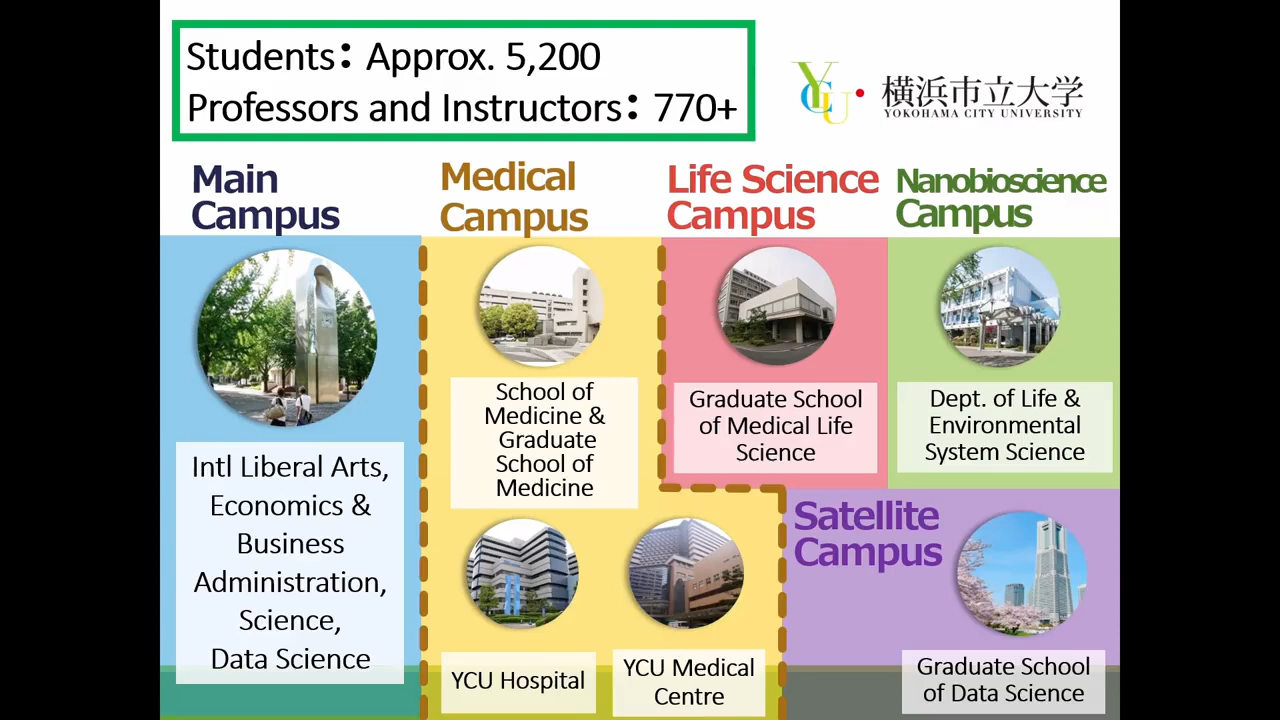 Students: Approx. 5,200
Professors and Instructors: 770+
YCU
横浜市立大学
YOKOHAMA CITY UNIVERSITY
Main
Campus
Intl Liberal Arts,
Economics &
Business
Administration,
Science,
Data Science
Medical
Campus
School of
Medicine &
Graduate
School of
Medicine
YCU Hospital
YCU Medical
Centre
Life Science
Campus
Graduate School
of Medical Life
Science
Nanobioscience
Campus
Dept. of Life &
Environmental
System Science
Satellite
Campus
Graduate School
of Data Science